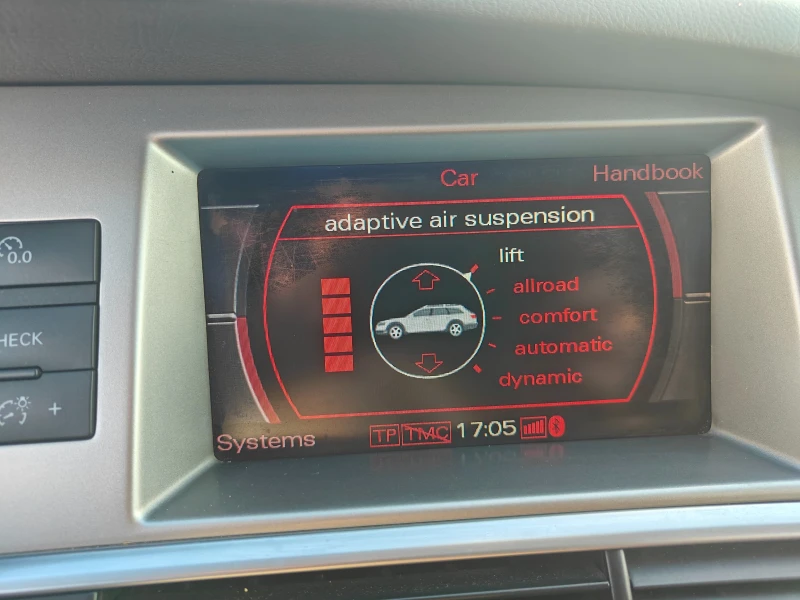 Car
Handbook
adaptive air suspension
lift
allroad
comfort
automatic
dynamic
Systems
TP TMC 17:05
0.0
HECK
+